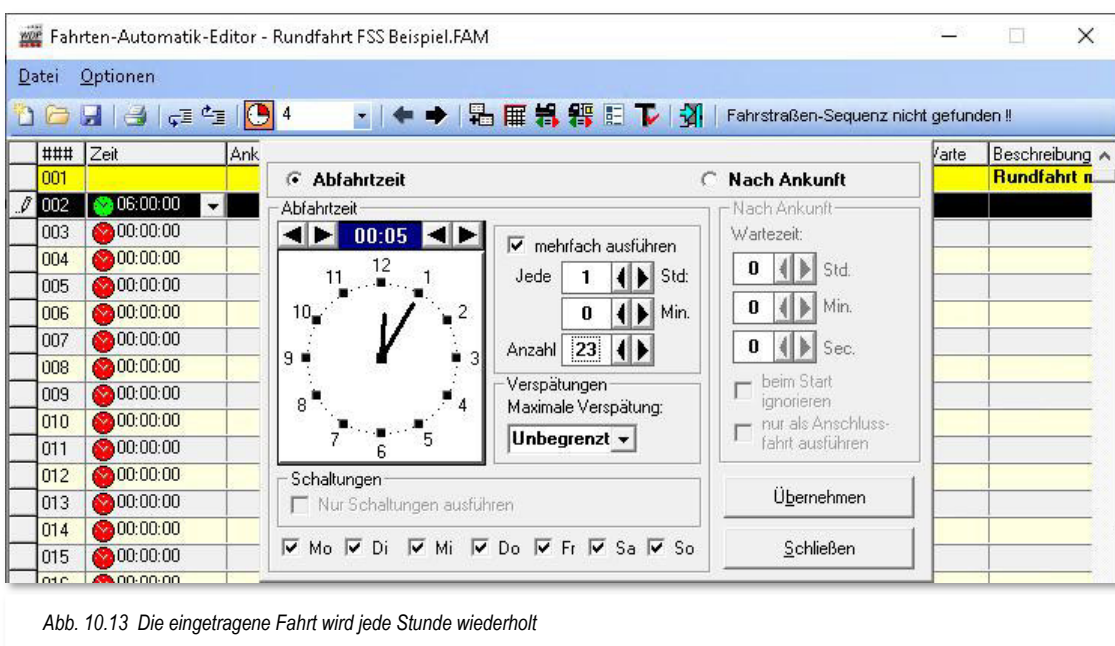 Fahrten-Automatik-Editor - Rundfahrt FSS Beispiel.FAM
Datei Optionen
4 Fahrstraßen-Sequenz nicht gefunden !!
### Zeit Ank Warte Beschreibung
001 Rundfahrt
002 06:00:00
003 00:00:00
004 00:00:00
005 00:00:00
006 00:00:00
007 00:00:00
008 00:00:00
009 00:00:00
010 00:00:00
011 00:00:00
012 00:00:00
013 00:00:00
014 00:00:00
015 00:00:00
016 00:00:00
Abfahrtzeit
Nach Ankunft
Abfahrtzeit
00:05
12
11 1
10 2
9 3
8 4
7 5
6
mehrfach ausführen
Jede 1 Std:
0 Min.
Anzahl 23
Verspätungen
Maximale Verspätung:
Unbegrenzt
Schaltungen
Nur Schaltungen ausführen
Mo Di Mi Do Fr Sa So
Nach Ankunft
Wartezeit:
0 Std.
0 Min.
0 Sec.
beim Start
ignorieren
nur als Anschluss-
fahrt ausführen
Übernehmen
Schließen
Abb. 10.13 Die eingetragene Fahrt wird jede Stunde wiederholt